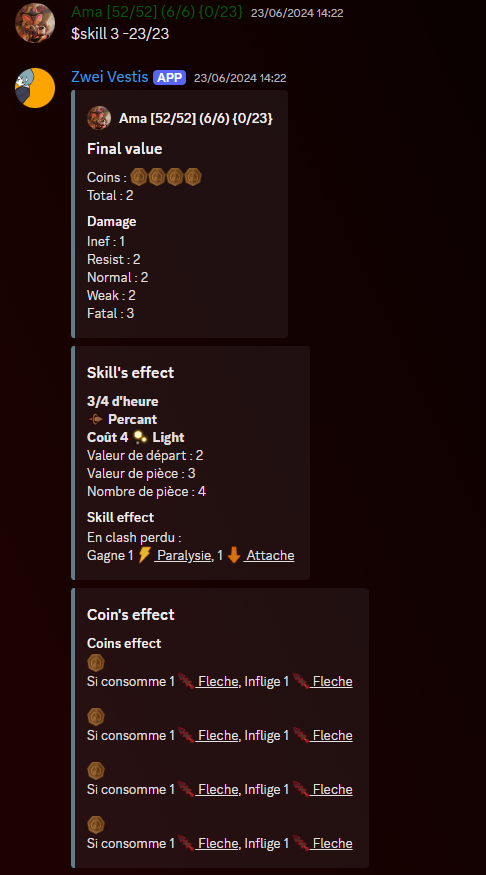 Ama [52/52] (6/6) {0/23} 23/06/2024 14:22
$skill 3 -23/23
Zwei Vestis APP 23/06/2024 14:22
Ama [52/52] (6/6) {0/23}
Final value
Coins :
Total : 2
Damage
Inef : 1
Resist : 2
Normal : 2
Weak : 2
Fatal : 3
Skill's effect
3/4 d'heure
Percant
Coût 4 Light
Valeur de départ : 2
Valeur de pièce : 3
Nombre de pièce : 4
Skill effect
En clash perdu :
Gagne 1 Paralysie, 1 Attache
Coin's effect
Coins effect
Si consomme 1 Fleche, Inflige 1 Fleche
Si consomme 1 Fleche, Inflige 1 Fleche
Si consomme 1 Fleche, Inflige 1 Fleche
Si consomme 1 Fleche, Inflige 1 Fleche